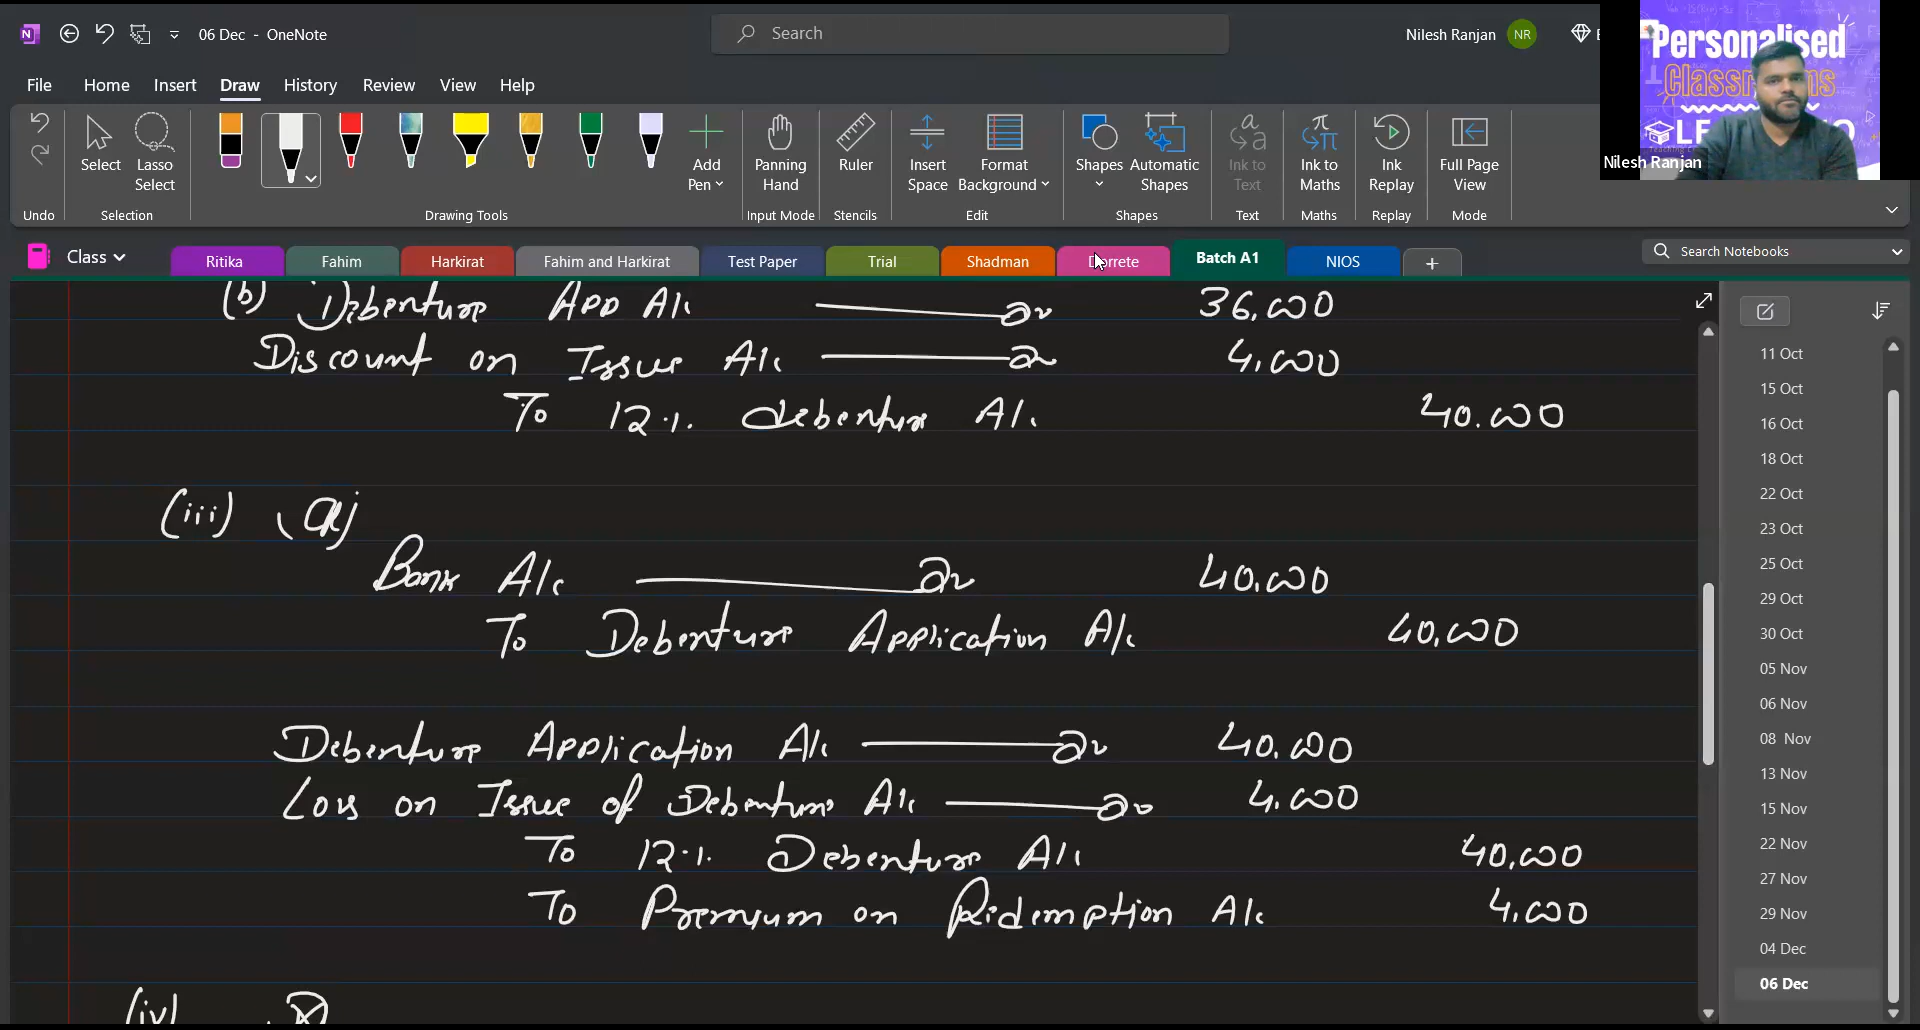 06 Dec - OneNote
Search
Nilesh Ranjan NR
Personalised
Classrooms
Nilesh Ranjan
File Home Insert Draw History Review View Help
Select
Lasso Select
Add Pen
Panning Hand
Ruler
Insert Space
Format Background
Shapes
Automatic Shapes
Ink to Text
Ink to Maths
Ink Replay
Full Page View
Undo Selection Drawing Tools Input Mode Stencils Edit Shapes Text Maths Replay Mode
Class Ritika Fahim Harkirat Fahim and Harkirat Test Paper Trial Shadman Batch A1 NIOS +
Search Notebooks
(b) Debenture App A/c Dr 36,000
Discount on Issue A/c Dr 4,000
To 12% debenture A/c 40,000
(iii) (a)
Bank A/c Dr 40,000
To Debenture Application A/c 40,000
Debenture Application A/c Dr 40,000
Loss on Issue of Debenture A/c Dr 4,000
To 12% Debenture A/c 40,000
To Premium on Redemption A/c 4,000
(iv)
11 Oct
15 Oct
16 Oct
18 Oct
22 Oct
23 Oct
25 Oct
29 Oct
30 Oct
05 Nov
06 Nov
08 Nov
13 Nov
15 Nov
22 Nov
27 Nov
29 Nov
04 Dec
06 Dec